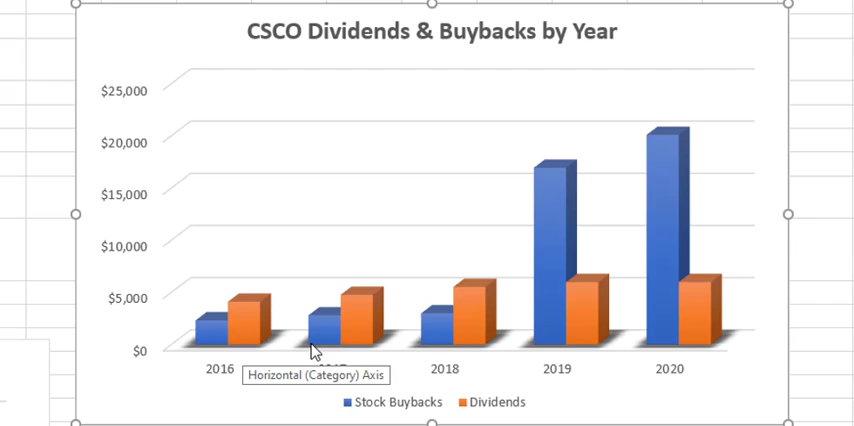 CSCO Dividends & Buybacks by Year
$25,000
$20,000
$15,000
$10,000
$5,000
$0
2016 2018 2019 2020
Horizontal (Category) Axis
Stock Buybacks Dividends